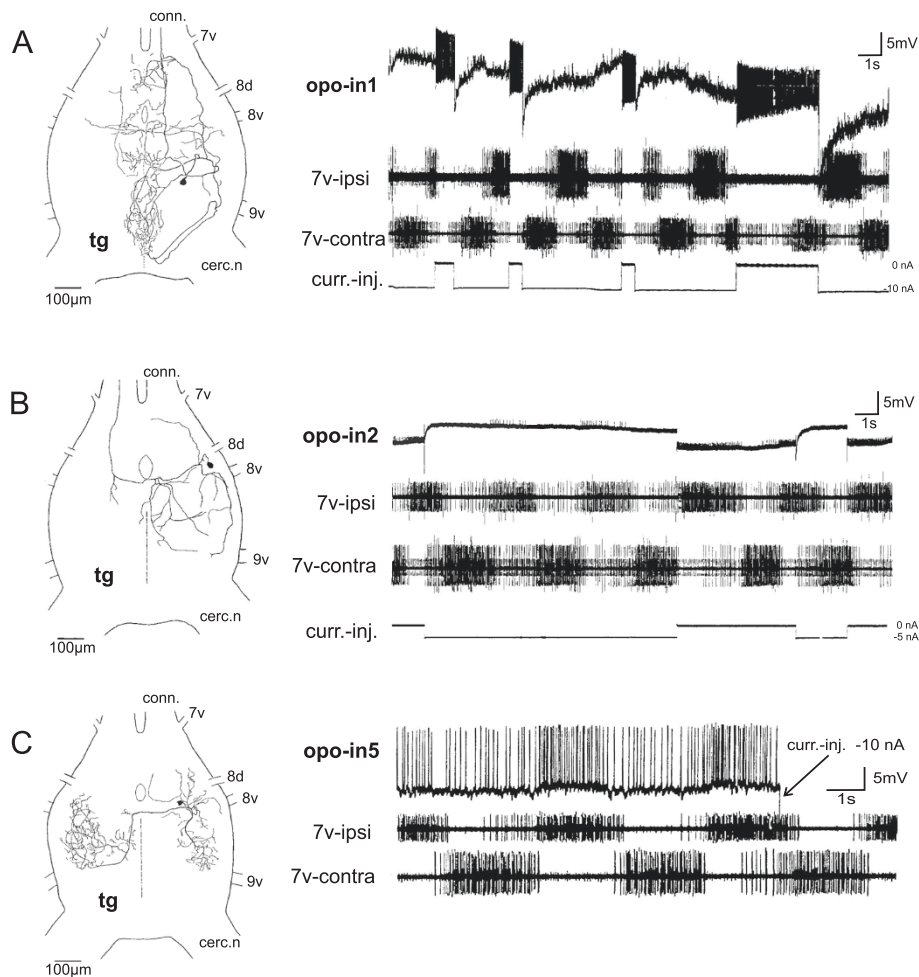 A
conn.
7v
8d
8v
9v
tg
cerc.n
100µm
opo-in1
5mV
1s
7v-ipsi
7v-contra
curr.-inj.
0 nA
-10 nA
B
conn.
7v
8d
8v
9v
tg
cerc.n
100µm
opo-in2
5mV
1s
7v-ipsi
7v-contra
curr.-inj.
0 nA
-5 nA
C
conn.
7v
8d
8v
9v
tg
cerc.n
100µm
opo-in5
curr.-inj. -10 nA
5mV
1s
7v-ipsi
7v-contra